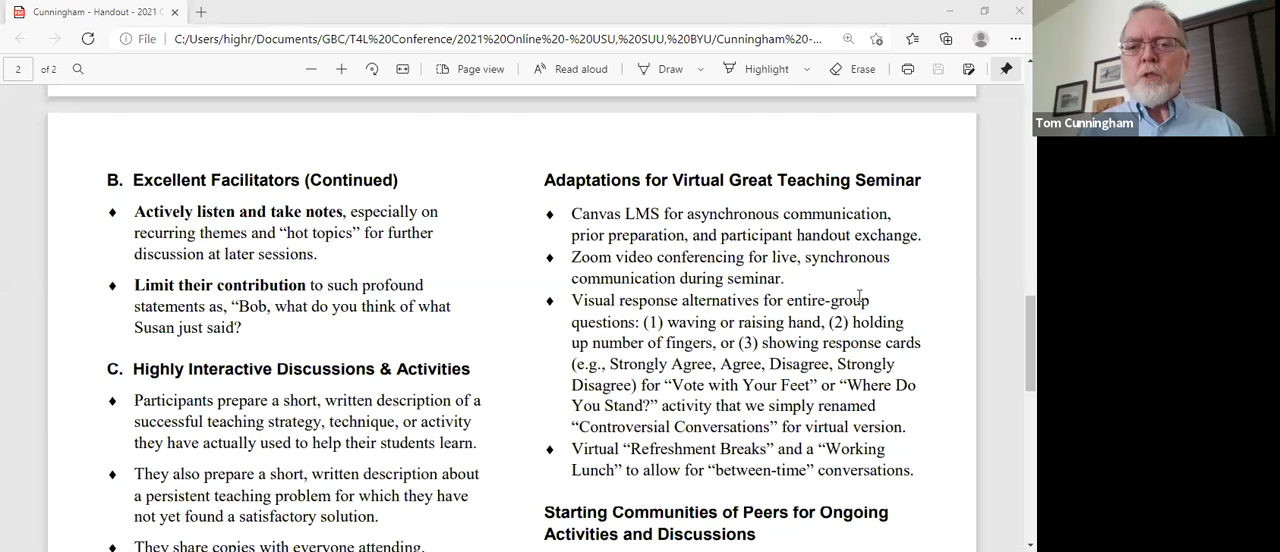 Cunningham - Handout - 2021 C
File
C:/Users/highr/Documents/GBC/T4L%20Conference/2021%20Online%20-%20USU,%20SUU,%20BYU/Cunningham%20-...
2 of 2
Page view
Read aloud
Draw
Highlight
Erase
Tom Cunningham
B. Excellent Facilitators (Continued)
♦ Actively listen and take notes, especially on
recurring themes and “hot topics” for further
discussion at later sessions.
♦ Limit their contribution to such profound
statements as, “Bob, what do you think of what
Susan just said?
C. Highly Interactive Discussions & Activities
♦ Participants prepare a short, written description of a
successful teaching strategy, technique, or activity
they have actually used to help their students learn.
♦ They also prepare a short, written description about
a persistent teaching problem for which they have
not yet found a satisfactory solution.
♦ They share copies with everyone attending.
Adaptations for Virtual Great Teaching Seminar
♦ Canvas LMS for asynchronous communication,
prior preparation, and participant handout exchange.
♦ Zoom video conferencing for live, synchronous
communication during seminar.
♦ Visual response alternatives for entire-group
questions: (1) waving or raising hand, (2) holding
up number of fingers, or (3) showing response cards
(e.g., Strongly Agree, Agree, Disagree, Strongly
Disagree) for “Vote with Your Feet” or “Where Do
You Stand?” activity that we simply renamed
“Controversial Conversations” for virtual version.
♦ Virtual “Refreshment Breaks” and a “Working
Lunch” to allow for “between-time” conversations.
Starting Communities of Peers for Ongoing
Activities and Discussions